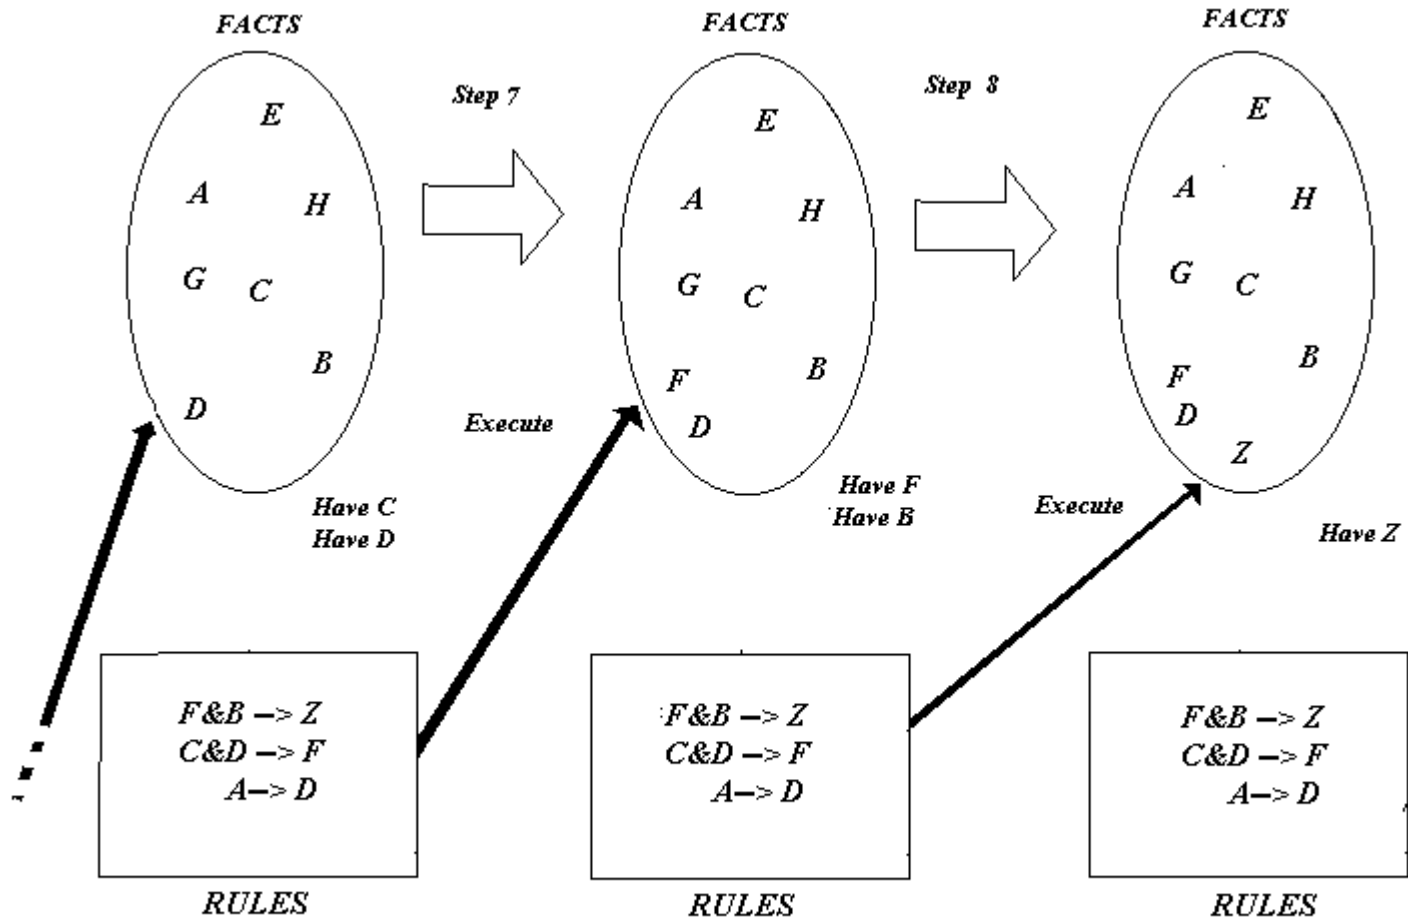 FACTS
E
A
H
G
C
B
D
Have C
Have D
F&B —> Z
C&D —> F
A—> D
RULES
Step 7
Execute
FACTS
E
A
H
G
C
F
B
D
Have F
Have B
F&B —> Z
C&D —> F
A—> D
RULES
Step 8
Execute
FACTS
E
A
H
G
C
B
F
D
Z
Have Z
F&B —> Z
C&D —> F
A—> D
RULES